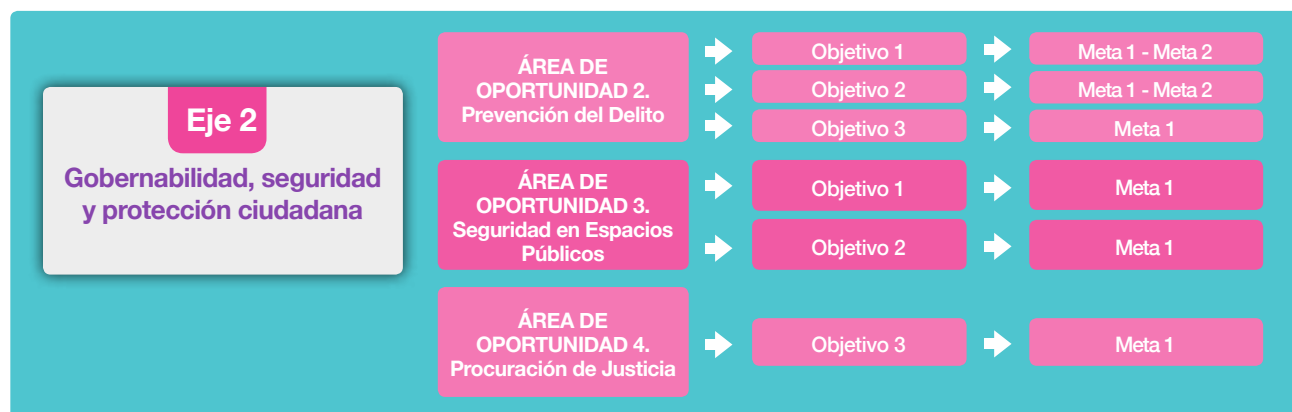 Eje 2
Gobernabilidad, seguridad
y protección ciudadana
ÁREA DE
OPORTUNIDAD 2.
Prevención del Delito
Objetivo 1
Meta 1 - Meta 2
Objetivo 2
Meta 1 - Meta 2
Objetivo 3
Meta 1
ÁREA DE
OPORTUNIDAD 3.
Seguridad en Espacios
Públicos
Objetivo 1
Meta 1
Objetivo 2
Meta 1
ÁREA DE
OPORTUNIDAD 4.
Procuración de Justicia
Objetivo 3
Meta 1